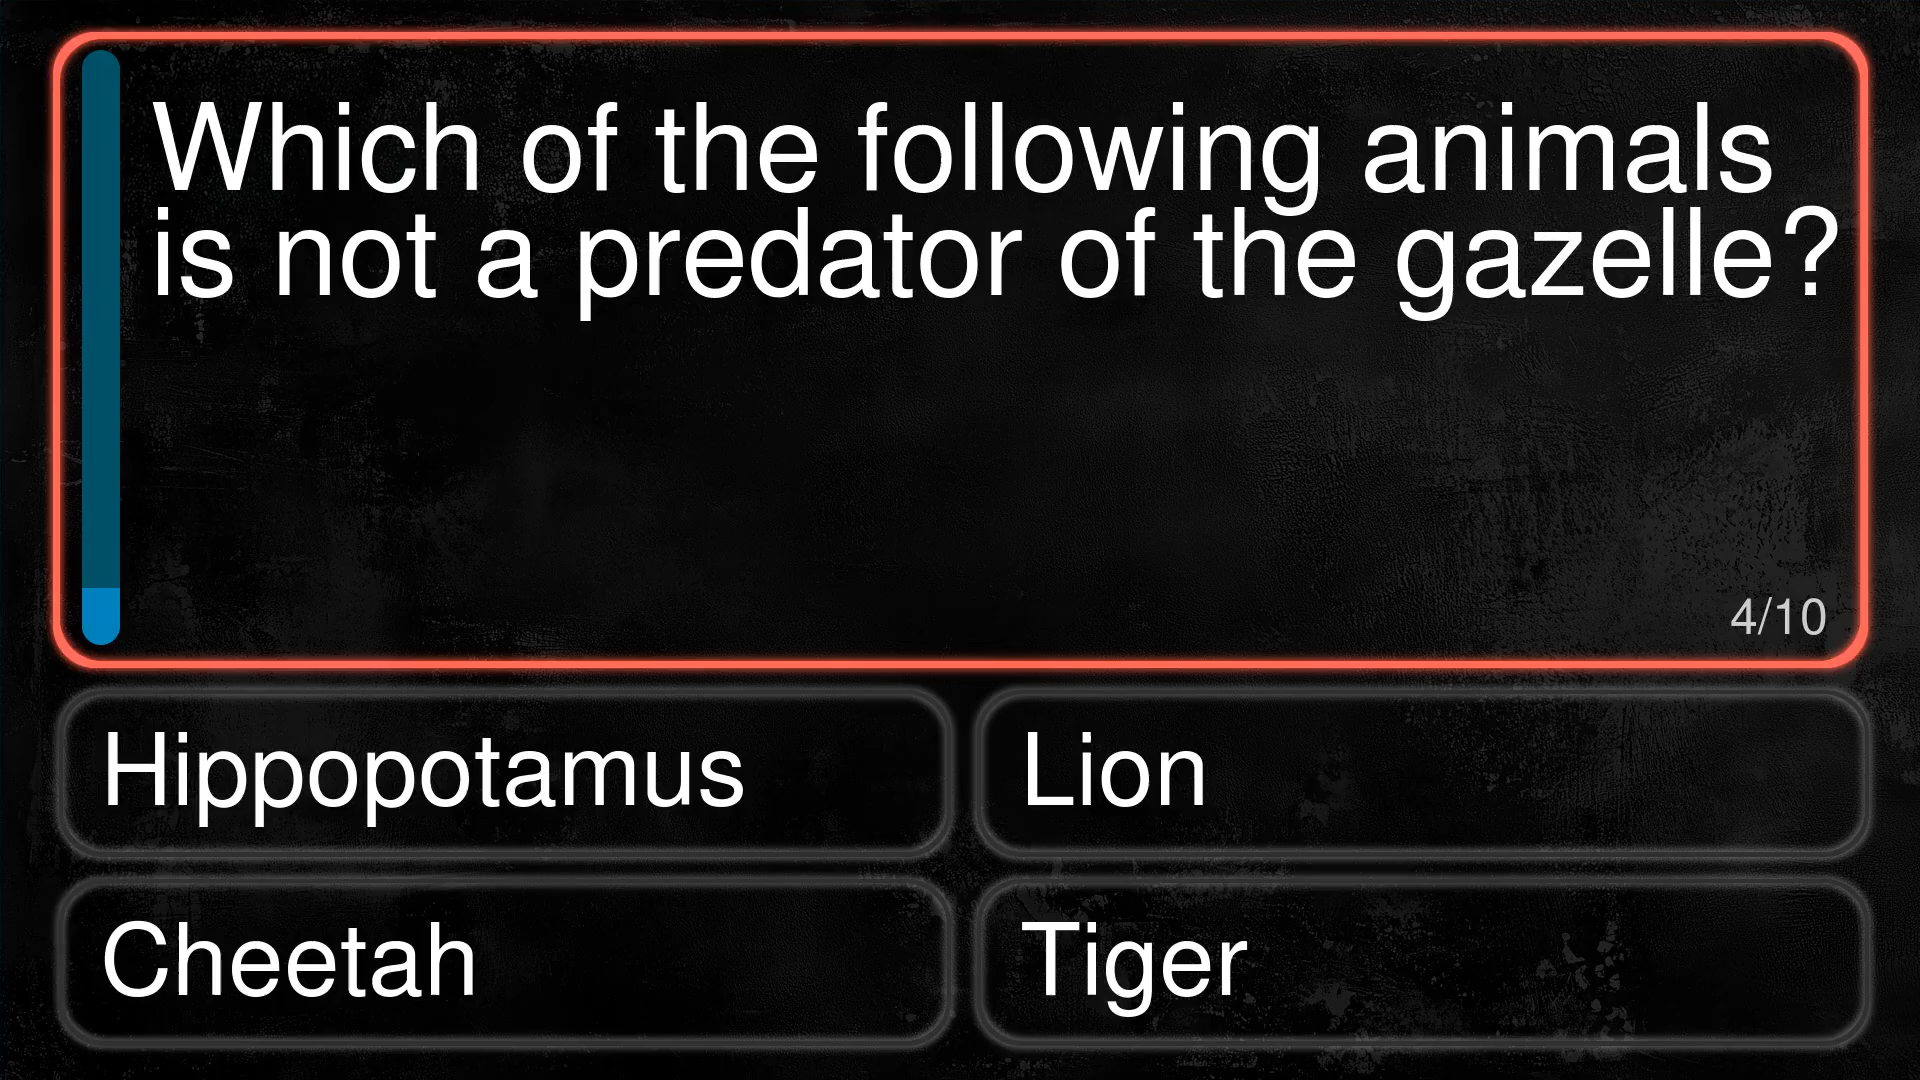 Which of the following animals
is not a predator of the gazelle?
4/10
Hippopotamus
Lion
Cheetah
Tiger